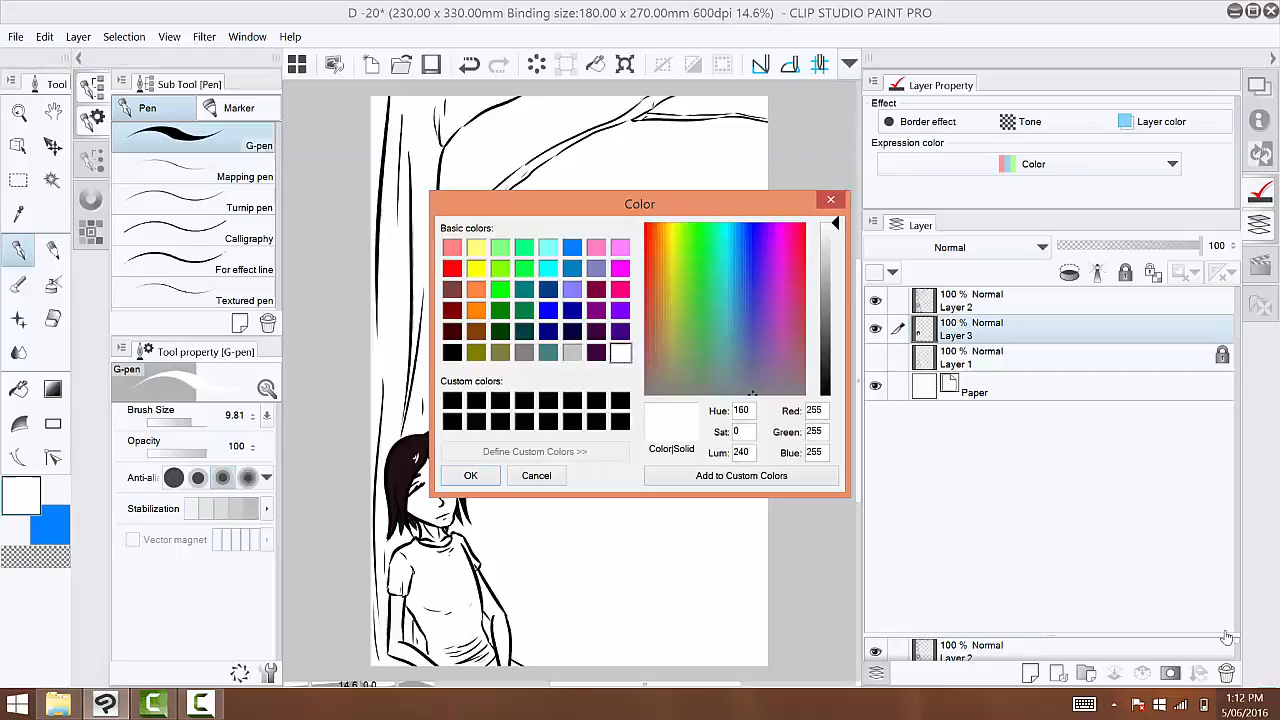 D -20* (230.00 x 330.00mm Binding size:180.00 x 270.00mm 600dpi 14.6%) - CLIP STUDIO PAINT PRO
File Edit Layer Selection View Filter Window Help
Tool
Sub Tool [Pen]
Pen Marker
G-pen
Mapping pen
Turnip pen
Calligraphy
For effect line
Textured pen
Tool property [G-pen]
G-pen
Brush Size 9.81
Opacity 100
Anti-ali:
Stabilization
Vector magnet
Color
Basic colors:
Custom colors:
Define Custom Colors >>
OK Cancel
Color|Solid
Hue: 160 Red: 255
Sat: 0 Green: 255
Lum: 240 Blue: 255
Add to Custom Colors
14.6 0.0
Layer Property
Effect
Border effect Tone Layer color
Expression color
Color
Layer
Normal 100
100 % Normal
Layer 2
100 % Normal
Layer 3
100 % Normal
Layer 1
Paper
100 % Normal
Layer 2
1:12 PM
5/06/2016